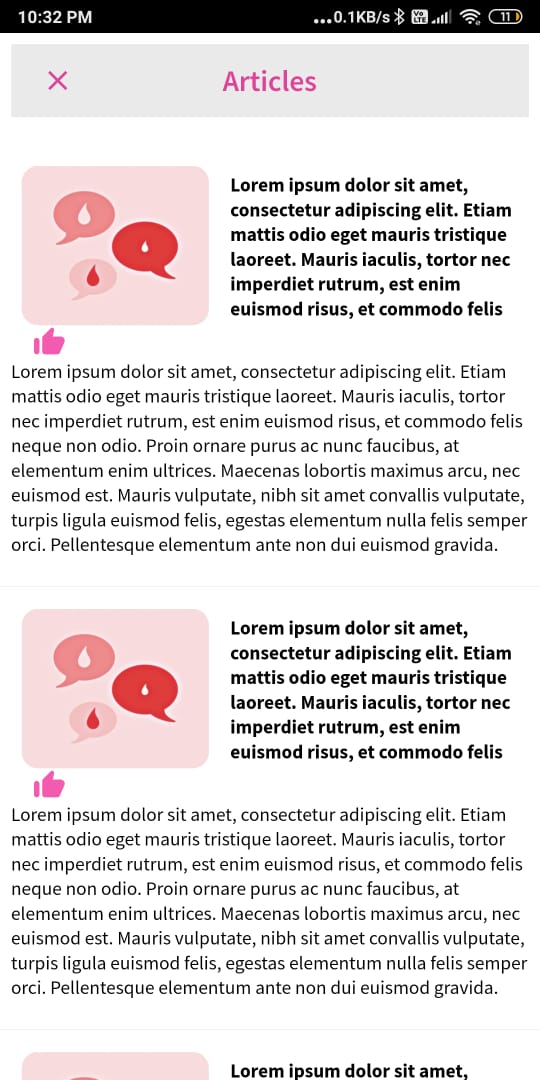 10:32 PM ...0.1KB/s Vo LTE 11
Articles
Lorem ipsum dolor sit amet,
consectetur adipiscing elit. Etiam
mattis odio eget mauris tristique
laoreet. Mauris iaculis, tortor nec
imperdiet rutrum, est enim
euismod risus, et commodo felis
Lorem ipsum dolor sit amet, consectetur adipiscing elit. Etiam
mattis odio eget mauris tristique laoreet. Mauris iaculis, tortor
nec imperdiet rutrum, est enim euismod risus, et commodo felis
neque non odio. Proin ornare purus ac nunc faucibus, at
elementum enim ultrices. Maecenas lobortis maximus arcu, nec
euismod est. Mauris vulputate, nibh sit amet convallis vulputate,
turpis ligula euismod felis, egestas elementum nulla felis semper
orci. Pellentesque elementum ante non dui euismod gravida.
Lorem ipsum dolor sit amet,
consectetur adipiscing elit. Etiam
mattis odio eget mauris tristique
laoreet. Mauris iaculis, tortor nec
imperdiet rutrum, est enim
euismod risus, et commodo felis
Lorem ipsum dolor sit amet, consectetur adipiscing elit. Etiam
mattis odio eget mauris tristique laoreet. Mauris iaculis, tortor
nec imperdiet rutrum, est enim euismod risus, et commodo felis
neque non odio. Proin ornare purus ac nunc faucibus, at
elementum enim ultrices. Maecenas lobortis maximus arcu, nec
euismod est. Mauris vulputate, nibh sit amet convallis vulputate,
turpis ligula euismod felis, egestas elementum nulla felis semper
orci. Pellentesque elementum ante non dui euismod gravida.
Lorem ipsum dolor sit amet,